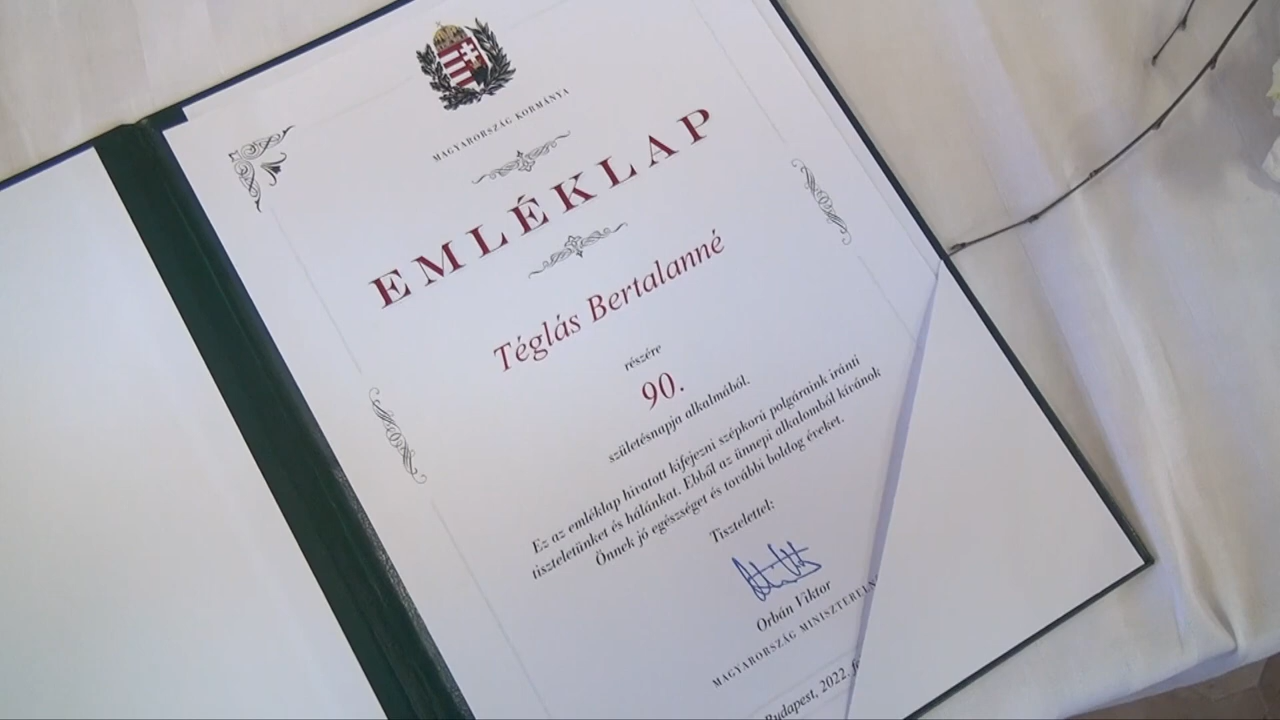 MAGYARORSZÁG KORMÁNYA
EMLÉKLAP
Téglás Bertalanné
részére
90.
születésnapja alkalmából.
Ez az emléklap hivatott kifejezni szépkorú polgáraink iránti
tiszteletünket és hálánkat. Ebből az ünnepi alkalomból kívánok
Önnek jó egészséget és további boldog éveket.
Tisztelettel:
Orbán Viktor
MAGYARORSZÁG
Budapest, 2022.